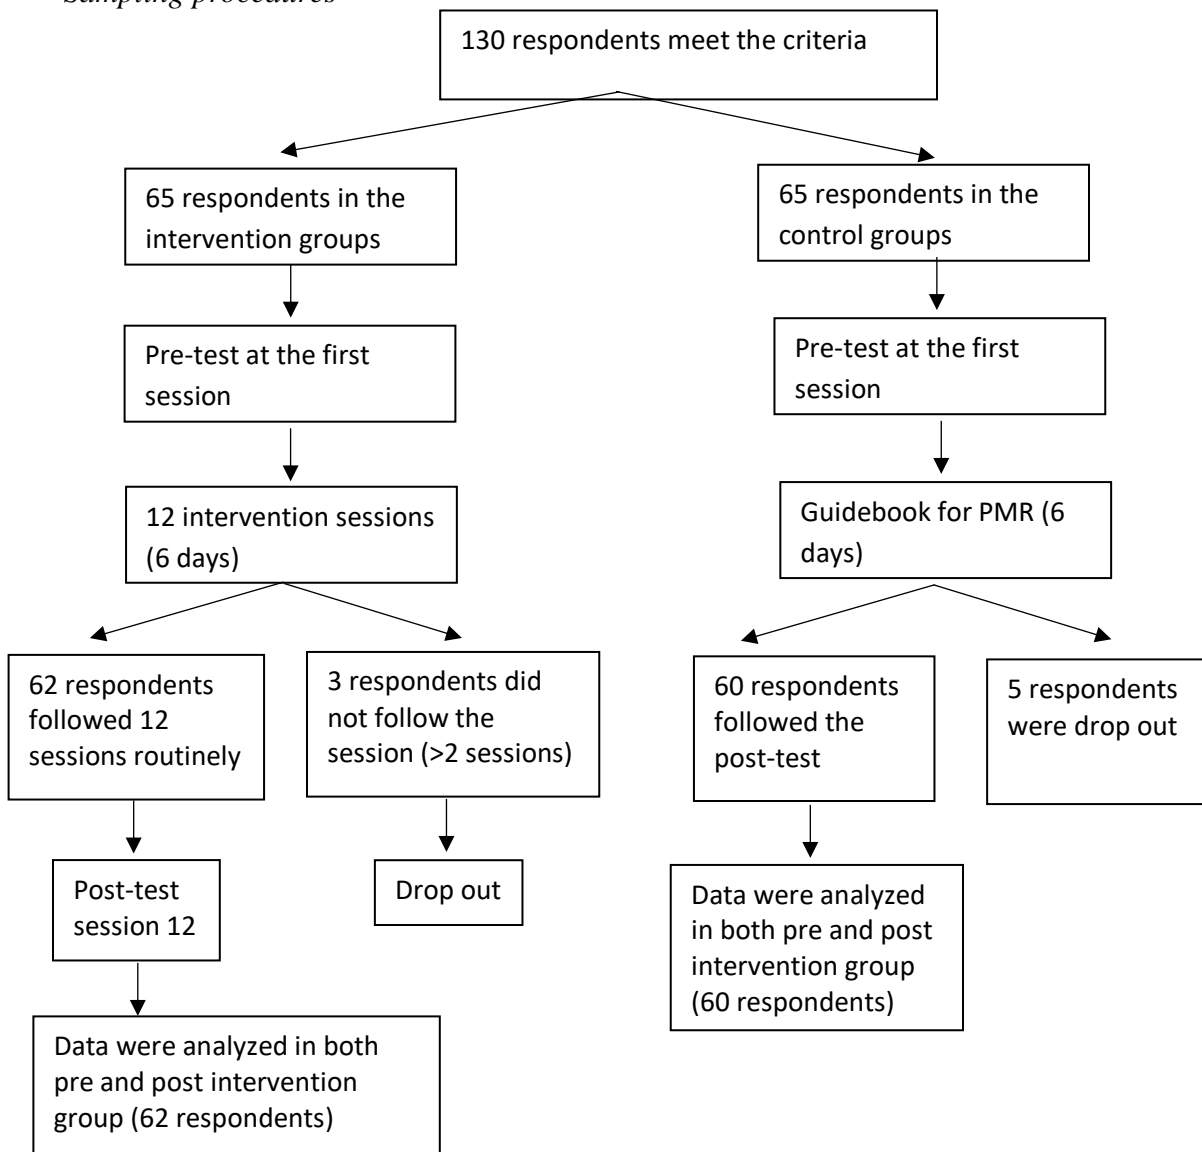 Sampling procedures
130 respondents meet the criteria
65 respondents in the
intervention groups
65 respondents in the
control groups
Pre-test at the first
session
Pre-test at the first
session
12 intervention sessions
(6 days)
Guidebook for PMR (6
days)
62 respondents
followed 12
sessions routinely
3 respondents did
not follow the
session (>2 sessions)
60 respondents
followed the
post-test
5 respondents
were drop out
Post-test
session 12
Drop out
Data were analyzed
in both pre and post
intervention group
(60 respondents)
Data were analyzed in both
pre and post intervention
group (62 respondents)